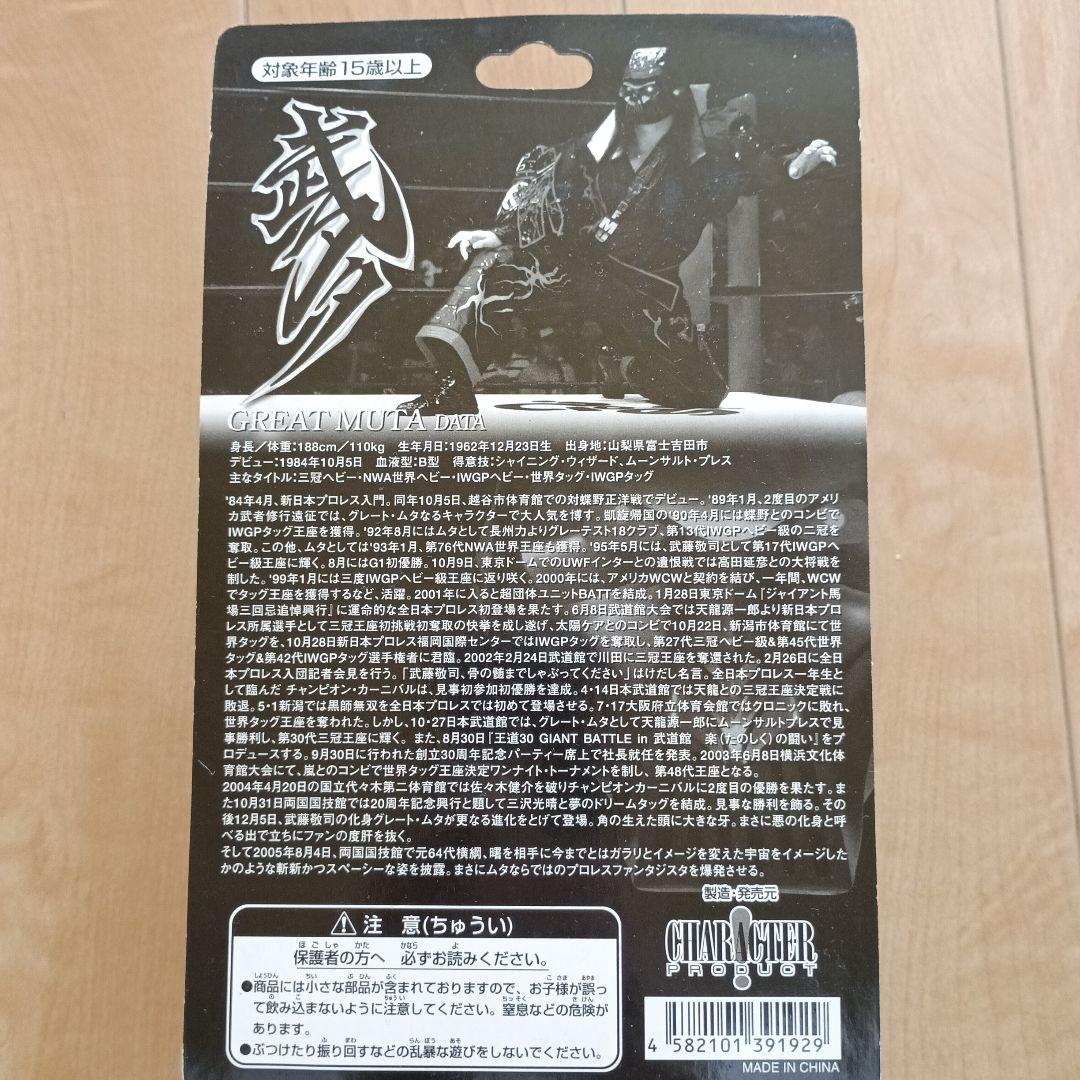 対象年齢15歳以上
GREAT MUTA DATA
身長／体重:188cm／110kg 生年月日:1962年12月23日生 出身地:山梨県富士吉田市
デビュー:1984年10月5日 血液型:B型 得意技:シャイニング・ウィザード、ムーンサルト・プレス
主なタイトル:三冠ヘビー・NWA世界ヘビー・IWGPヘビー・世界タッグ・IWGPタッグ
'84年4月、新日本プロレス入門。同年10月5日、越谷市体育館での対蝶野正洋戦でデビュー。'89年1月、2度目のアメリ
カ武者修行遠征では、グレート・ムタなるキャラクターで大人気を博す。凱旋帰国の'90年4月には蝶野とのコンビで
IWGPタッグ王座を獲得。'92年8月にはムタとして長州力よりグレーテスト18クラブ、第13代IWGPヘビー級の二冠を
奪取。この他、ムタとしては'93年1月、第76代NWA世界王座も獲得。'95年5月には、武藤敬司として第17代IWGPヘ
ビー級王座に輝く。8月にはG1初優勝。10月9日、東京ドームでのUWFインターとの遺恨戦では高田延彦との大将戦を
制した。'99年1月には三度IWGPヘビー級王座に返り咲く。2000年には、アメリカWCWと契約を結び、一年間、WCW
でタッグ王座を獲得するなど、活躍。2001年に入ると超団体ユニットBATTを結成。1月28日東京ドーム『ジャイアント馬
場三回忌追悼興行』に運命的な全日本プロレス初登場を果たす。6月8日武道館大会では天龍源一郎より新日本プロ
レス所属選手として三冠王座初挑戦初奪取の快挙を成し遂げ、太陽ケアとのコンビで10月22日、新潟市体育館にて世
界タッグを、10月28日新日本プロレス福岡国際センターではIWGPタッグを奪取し、第27代三冠ヘビー級&第45代世界
タッグ&第42代IWGPタッグ選手権者に君臨。2002年2月24日武道館で川田に三冠王座を奪還された。2月26日に全日
本プロレス入団記者会見を行う。「武藤敬司、骨の髄までしゃぶってください」はけだし名言。全日本プロレス一年生と
して臨んだ チャンピオン・カーニバルは、見事初参加初優勝を達成。4・14日本武道館では天龍との三冠王座決定戦に
敗退。5・1新潟では黒師無双を全日本プロレスでは初めて登場させる。7・17大阪府立体育会館ではクロニックに敗れ、
世界タッグ王座を奪われた。しかし、10・27日本武道館では、グレート・ムタとして天龍源一郎にムーンサルトプレスで見
事勝利し、第30代三冠王座に輝く。また、8月30日『王道30 GIANT BATTLE in 武道館 楽(たのしく)の闘い』をプ
ロデュースする。9月30日に行われた創立30周年記念パーティー席上で社長就任を発表。2003年6月8日横浜文化体
育館大会にて、嵐とのコンビで世界タッグ王座決定ワンナイト・トーナメントを制し、第48代王座となる。
2004年4月20日の国立代々木第二体育館では佐々木健介を破りチャンピオンカーニバルに2度目の優勝を果たす。ま
た10月31日両国国技館では20周年記念興行と題して三沢光晴と夢のドリームタッグを結成。見事な勝利を飾る。その
後12月5日、武藤敬司の化身グレート・ムタが更なる進化をとげて登場。角の生えた頭に大きな牙。まさに悪の化身と呼
べる出で立ちにファンの度肝を抜く。
そして2005年8月4日、両国国技館で元64代横綱、曙を相手に今までとはガラリとイメージを変えた宇宙をイメージした
かのような斬新かつスペーシーな姿を披露。まさにムタならではのプロレスファンタジスタを爆発させる。
製造・発売元
CHARACTER
PRODUCT
注 意(ちゅうい)
保護者の方へ 必ずお読みください。
●商品には小さな部品が含まれておりますので、お子様が誤っ
て飲み込まないように注意してください。窒息などの危険が
あります。
●ぶつけたり振り回すなどの乱暴な遊びをしないでください。
4 582101 391929
MADE IN CHINA